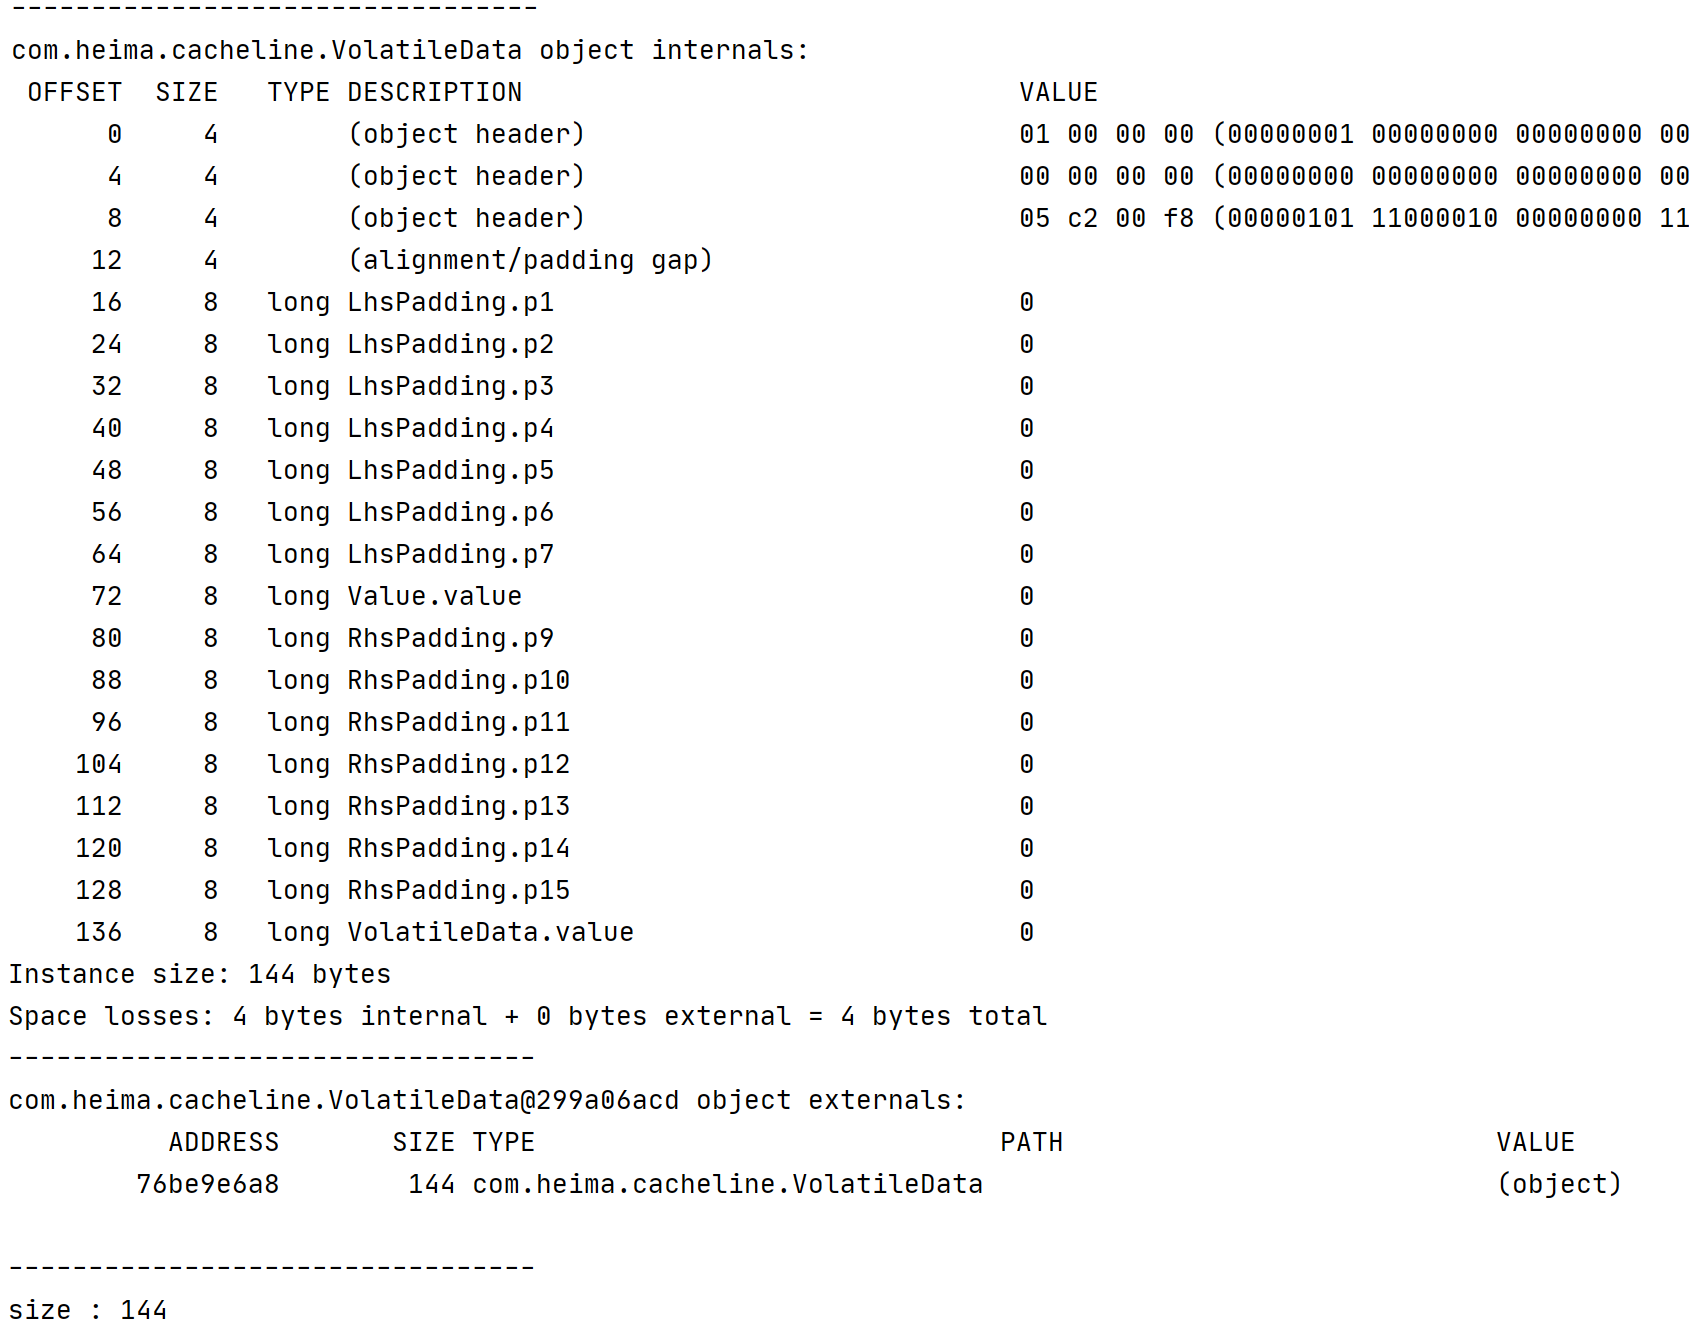 ---------------------------------
com.heima.cacheline.VolatileData object internals:
 OFFSET  SIZE   TYPE DESCRIPTION                               VALUE
      0     4        (object header)                           01 00 00 00 (00000001 00000000 00000000 00
      4     4        (object header)                           00 00 00 00 (00000000 00000000 00000000 00
      8     4        (object header)                           05 c2 00 f8 (00000101 11000010 00000000 11
     12     4        (alignment/padding gap)
     16     8   long LhsPadding.p1                             0
     24     8   long LhsPadding.p2                             0
     32     8   long LhsPadding.p3                             0
     40     8   long LhsPadding.p4                             0
     48     8   long LhsPadding.p5                             0
     56     8   long LhsPadding.p6                             0
     64     8   long LhsPadding.p7                             0
     72     8   long Value.value                               0
     80     8   long RhsPadding.p9                             0
     88     8   long RhsPadding.p10                            0
     96     8   long RhsPadding.p11                            0
    104     8   long RhsPadding.p12                            0
    112     8   long RhsPadding.p13                            0
    120     8   long RhsPadding.p14                            0
    128     8   long RhsPadding.p15                            0
    136     8   long VolatileData.value                        0
Instance size: 144 bytes
Space losses: 4 bytes internal + 0 bytes external = 4 bytes total
---------------------------------
com.heima.cacheline.VolatileData@299a06acd object externals:
          ADDRESS       SIZE TYPE                             PATH                           VALUE
        76be9e6a8        144 com.heima.cacheline.VolatileData                                (object)

---------------------------------
size : 144